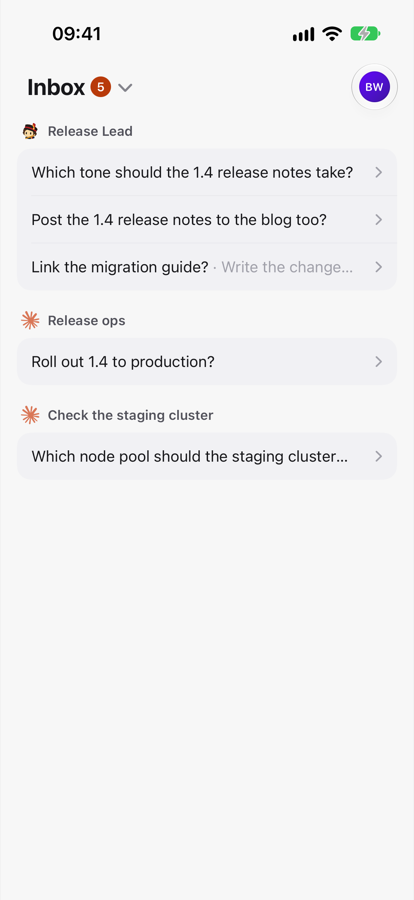 09:41
Inbox 5
BW
Release Lead
Which tone should the 1.4 release notes take?
Post the 1.4 release notes to the blog too?
Link the migration guide? · Write the change...
Release ops
Roll out 1.4 to production?
Check the staging cluster
Which node pool should the staging cluster...